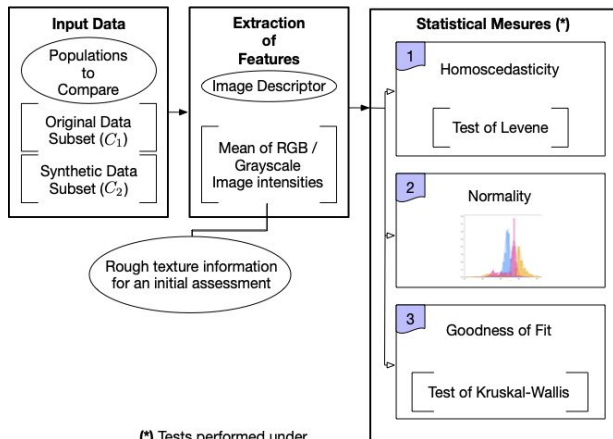 Input Data
Populations
to
Compare
Original Data
Subset (C₁)
Synthetic Data
Subset (C₂)
Extraction
of
Features
Image Descriptor
Mean of RGB /
Grayscale
Image intensities
Rough texture information
for an initial assessment
Statistical Mesures (*)
1
Homoscedasticity
Test of Levene
2
Normality
3
Goodness of Fit
Test of Kruskal-Wallis
(*) Tests performed under